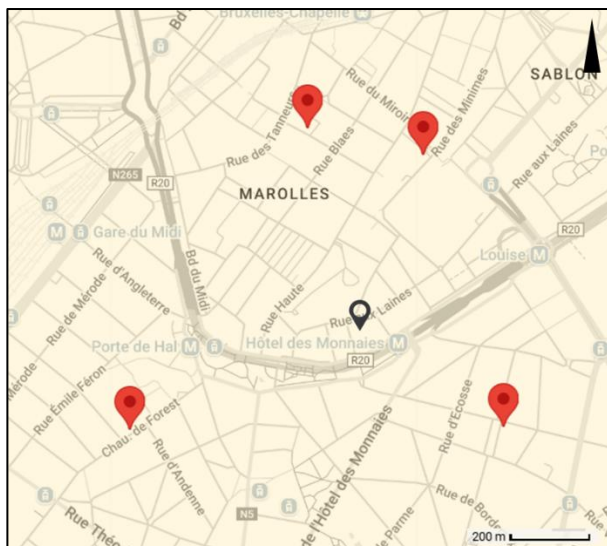 Bruxelles-Chapelle
SABLON
Rue du Miroir
Rue des Minimes
Rue des Tanneurs
Rue Blaes
Rue aux Laines
N265
R20
MAROLLES
R20
Gare du Midi
Louise
Rue d'Angleterre
Bd du Midi
Rue de Mérode
Rue Haute
Rue aux Laines
Porte de Hal
Hôtel des Monnaies
R20
Mérode
Rue Émile Féron
Chau. de Forest
Rue d'Ecosse
Rue d'Andenne
Rue de l'Hôtel des Monnaies
Rue de Borde
N5
de Parme
Rue Théo
200 m